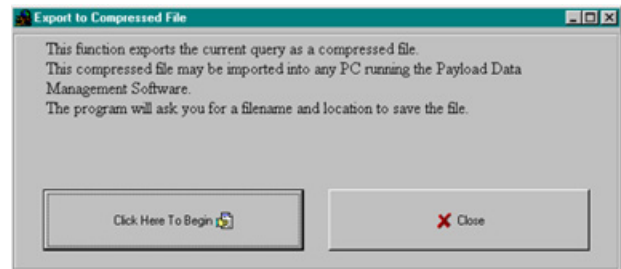 Export to Compressed File
This function exports the current query as a compressed file.
This compressed file may be imported into any PC running the Payload Data
Management Software.
The program will ask you for a filename and location to save the file.
Click Here To Begin
Close